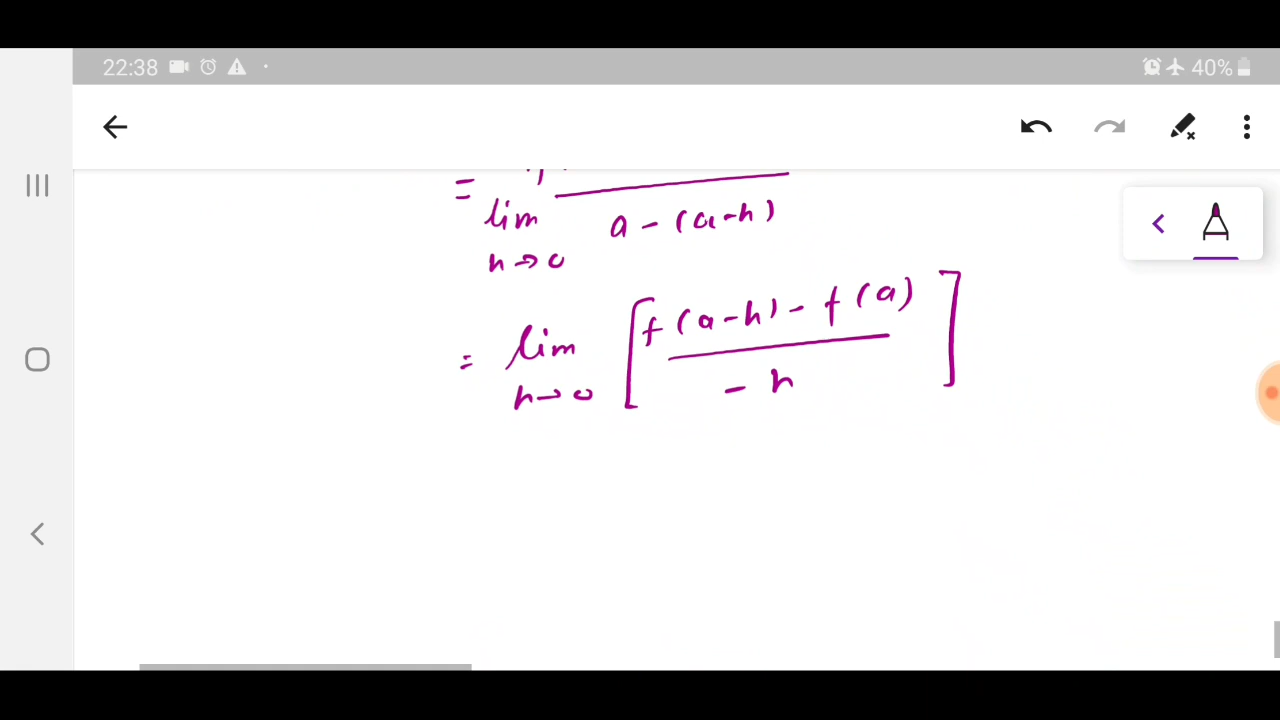 22:38 40%
= lim a - (a-h)
h→0
= lim [ f(a-h) - f(a) / -h ]
h→0